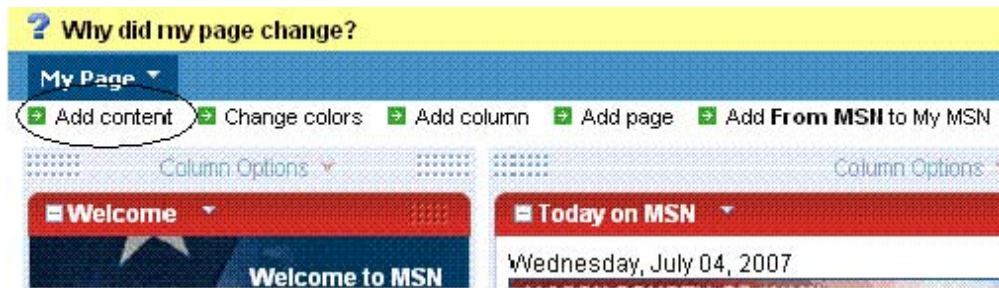 Why did my page change?
My Page
Add content Change colors Add column Add page Add From MSN to My MSN
Column Options Column Options
Welcome Today on MSN
Wednesday, July 04, 2007
Welcome to MSN